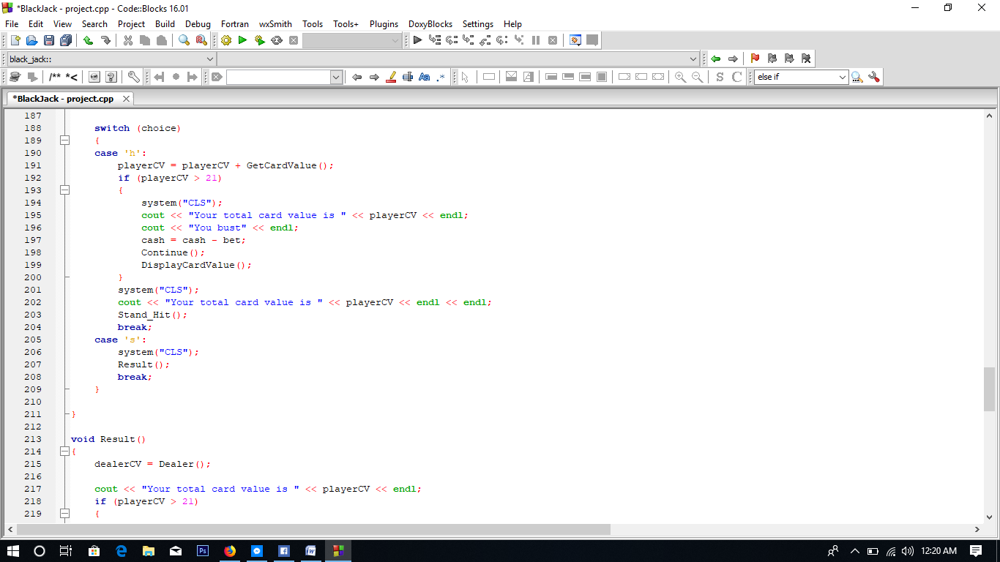 *BlackJack - project.cpp - Code::Blocks 16.01
File Edit View Search Project Build Debug Fortran wxSmith Tools Tools+ Plugins DoxyBlocks Settings Help
black_jack::
/** *< Aa .* S C else if
*BlackJack - project.cpp
187
188 switch (choice)
189 {
190 case 'h':
191 playerCV = playerCV + GetCardValue();
192 if (playerCV > 21)
193 {
194 system("CLS");
195 cout << "Your total card value is " << playerCV << endl;
196 cout << "You bust" << endl;
197 cash = cash - bet;
198 Continue();
199 DisplayCardValue();
200 }
201 system("CLS");
202 cout << "Your total card value is " << playerCV << endl << endl;
203 Stand_Hit();
204 break;
205 case 's':
206 system("CLS");
207 Result();
208 break;
209 }
210
211 }
212
213 void Result()
214 {
215 dealerCV = Dealer();
216
217 cout << "Your total card value is " << playerCV << endl;
218 if (playerCV > 21)
219 {
Ps 12:20 AM